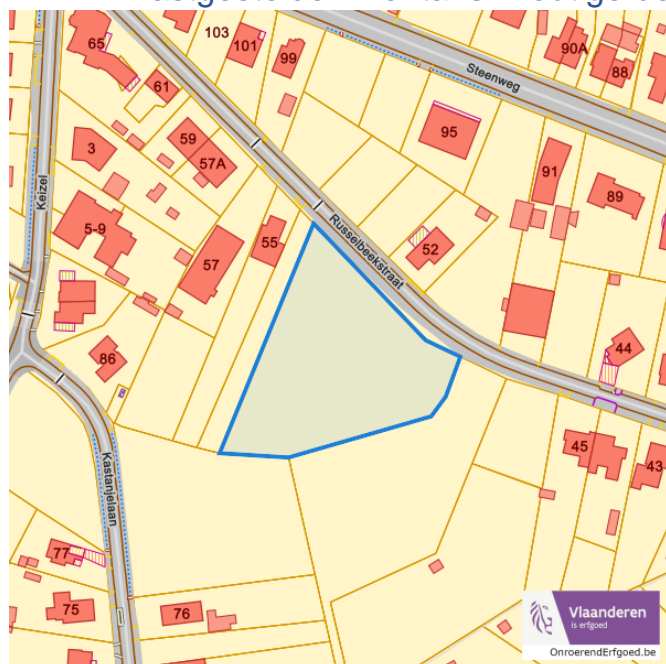 103
65
101
99
90A
88
Steenweg
61
95
59
57A
3
91
89
Keizel
5-9
55
Russelbeekstraat
52
57
44
86
45
43
Kastanjelaan
77
75
76
Vlaanderen
is erfgoed
OnroerendErfgoed.be